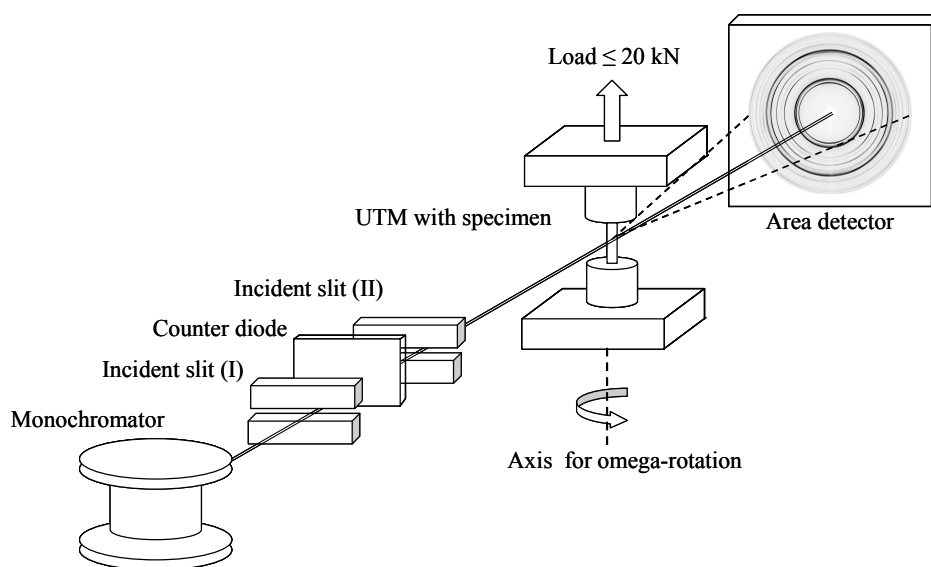 Load ≤ 20 kN
UTM with specimen
Area detector
Incident slit (II)
Counter diode
Incident slit (I)
Monochromator
Axis for omega-rotation